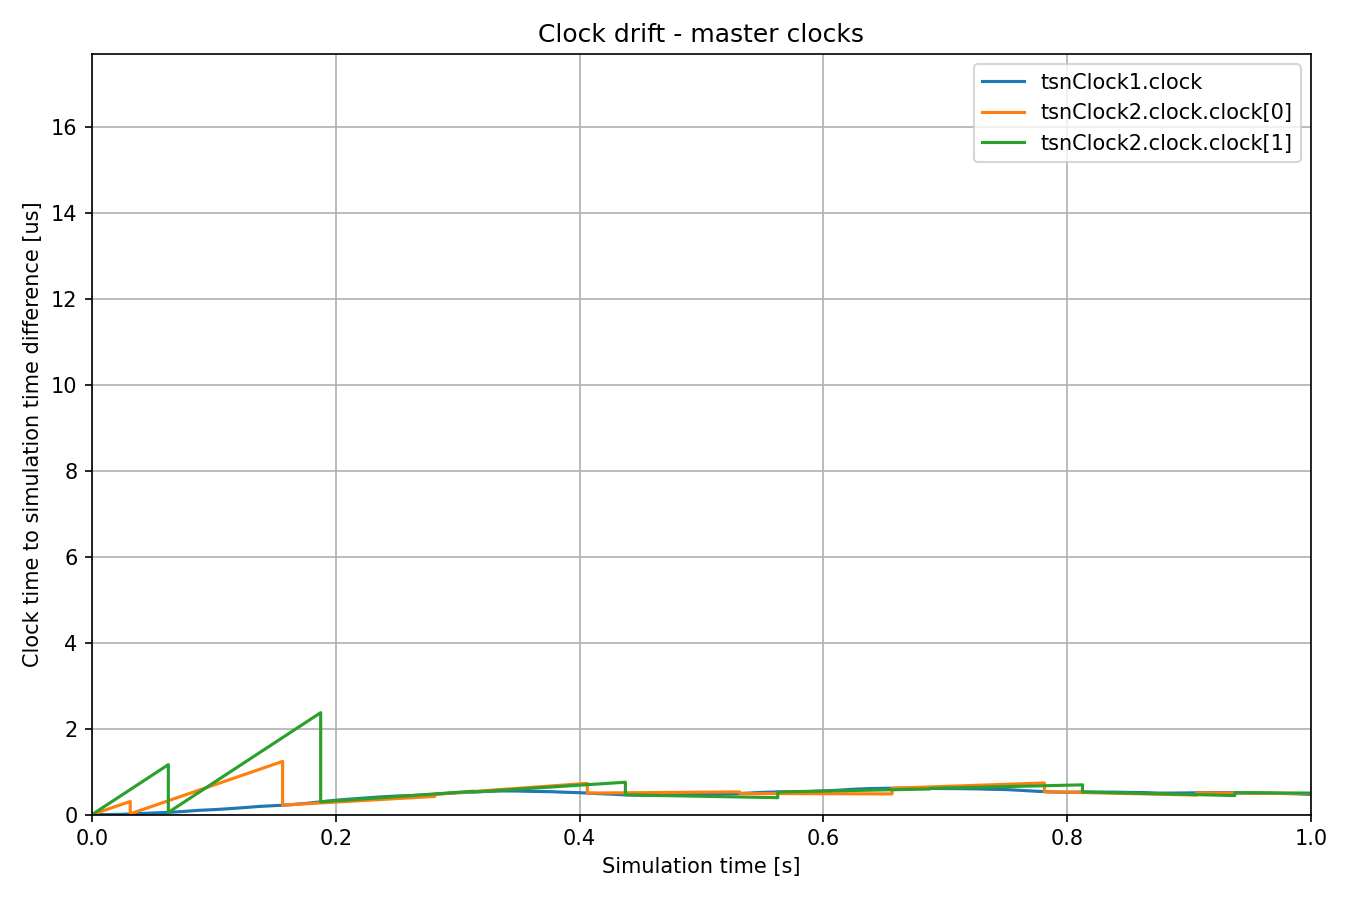 Clock drift - master clocks
tsnClock1.clock
tsnClock2.clock.clock[0]
tsnClock2.clock.clock[1]
Clock time to simulation time difference [us]
16
14
12
10
8
6
4
2
0
0.0 0.2 0.4 0.6 0.8 1.0
Simulation time [s]